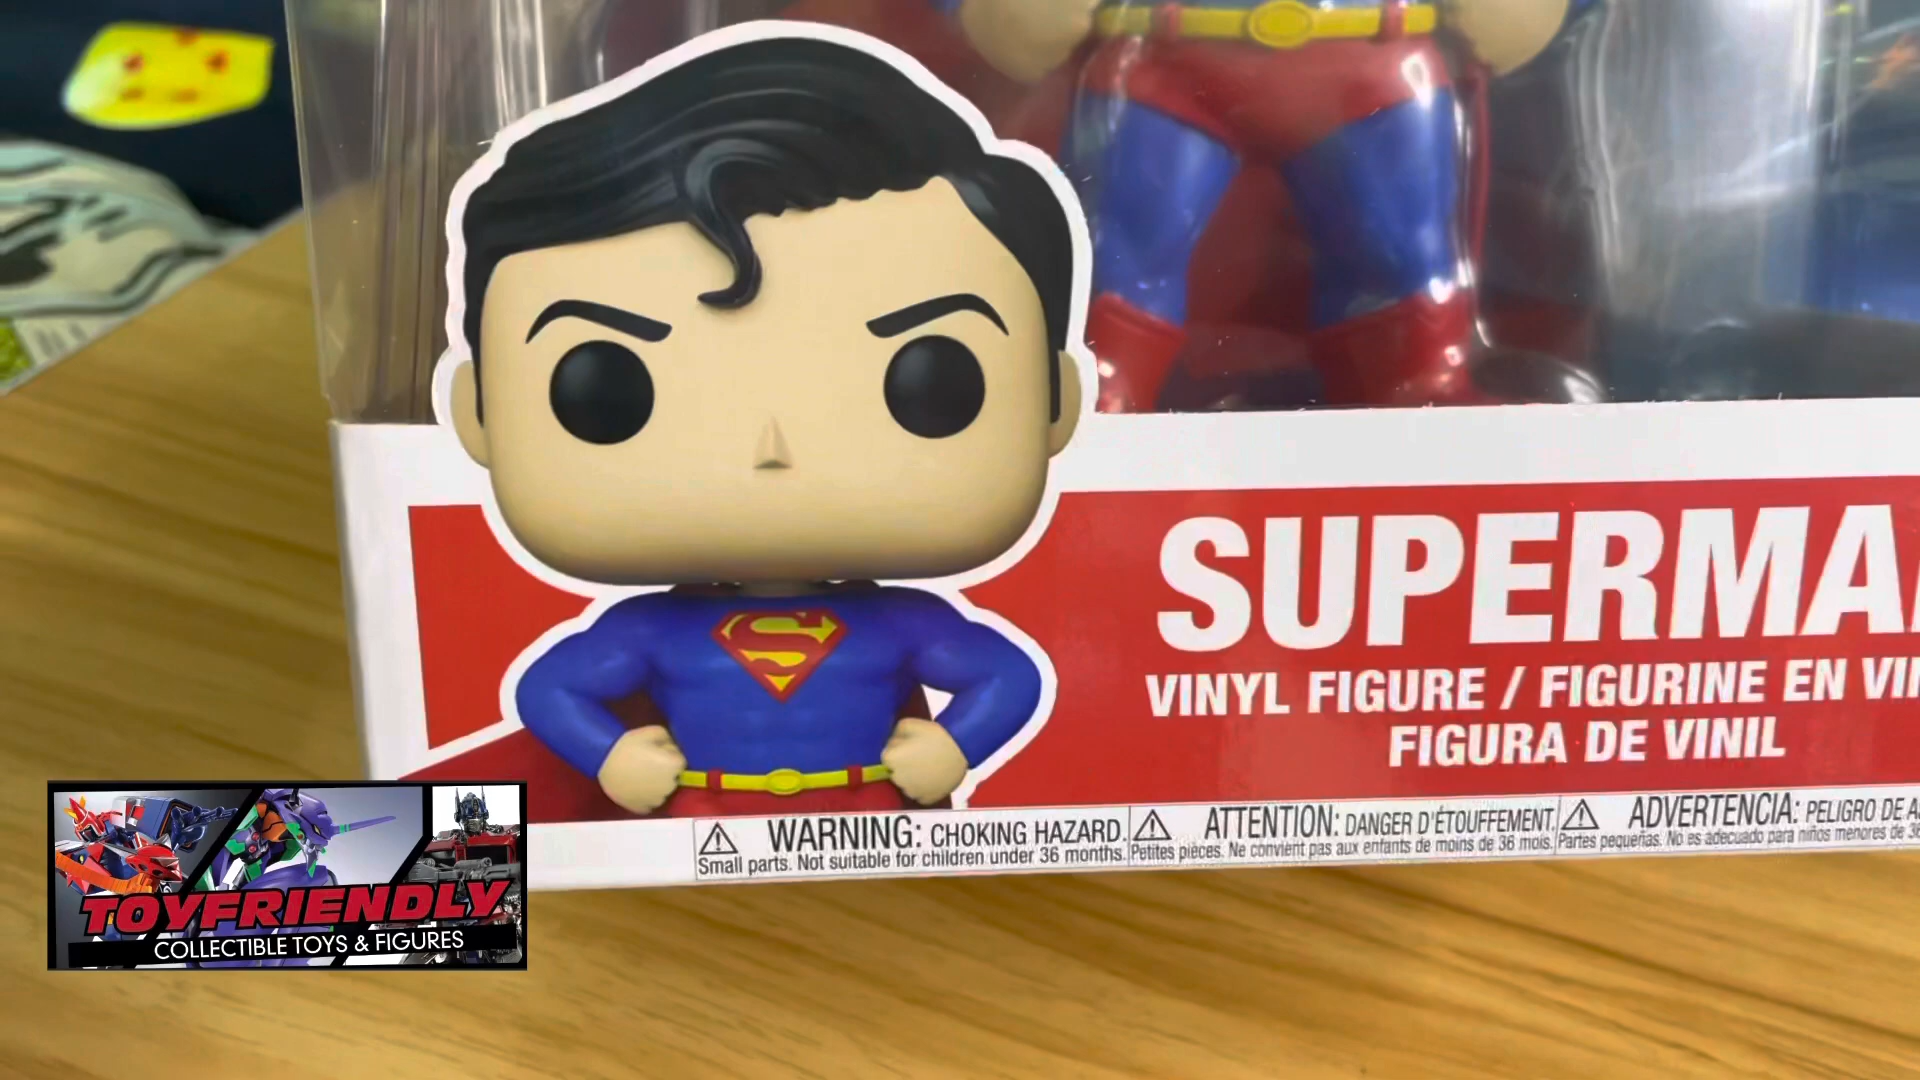 SUPERMA
VINYL FIGURE / FIGURINE EN VIN
FIGURA DE VINIL
WARNING: CHOKING HAZARD.
Small parts. Not suitable for children under 36 months.
ATTENTION: DANGER D'ÉTOUFFEMENT.
Petites pièces. Ne convient pas aux enfants de moins de 36 mois.
ADVERTENCIA: PELIGRO DE A
Partes pequeñas. No es adecuado para niños menores de 36
TOYFRIENDLY
COLLECTIBLE TOYS & FIGURES